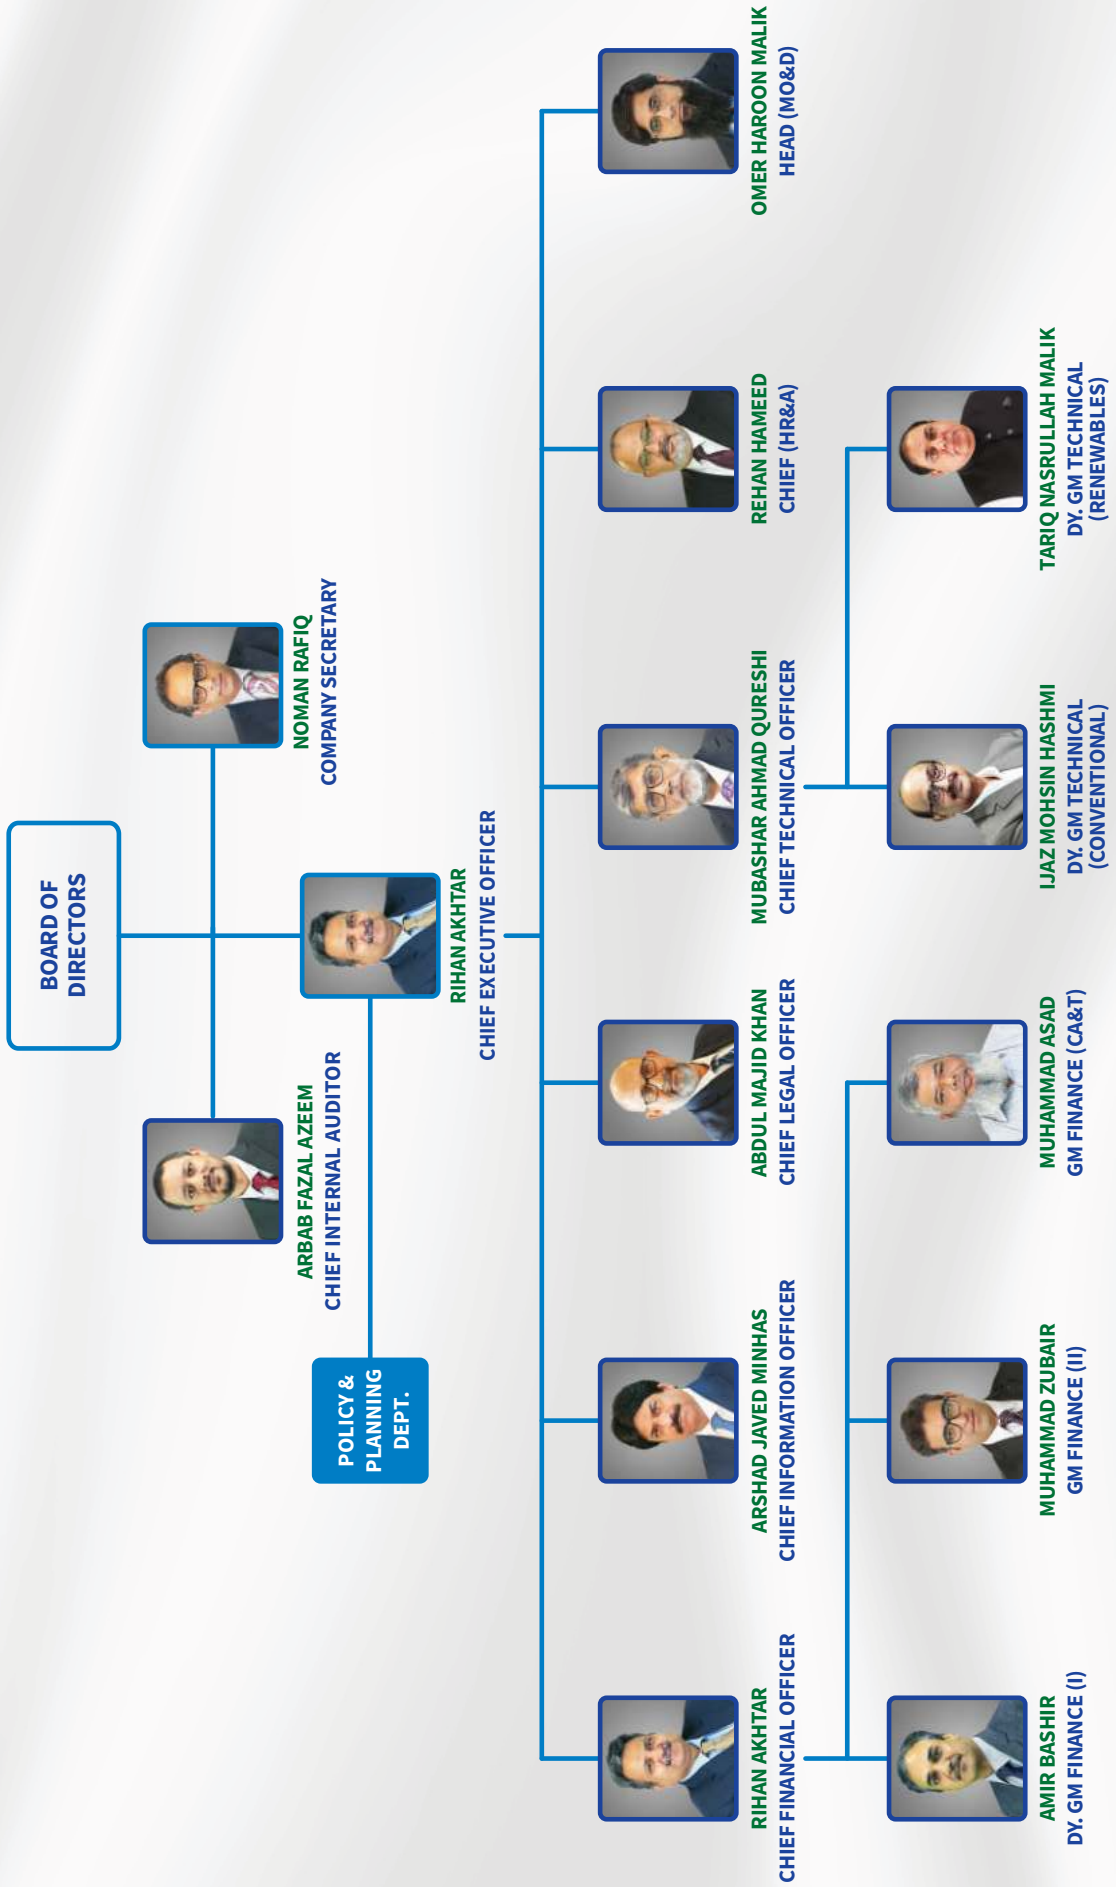 BOARD OF
DIRECTORS
ARBAB FAZAL AZEEM
CHIEF INTERNAL AUDITOR
NOMAN RAFIQ
COMPANY SECRETARY
POLICY &
PLANNING
DEPT.
RIHAN AKHTAR
CHIEF EXECUTIVE OFFICER
RIHAN AKHTAR
CHIEF FINANCIAL OFFICER
ARSHAD JAVED MINHAS
CHIEF INFORMATION OFFICER
ABDUL MAJID KHAN
CHIEF LEGAL OFFICER
MUBASHAR AHMAD QURESHI
CHIEF TECHNICAL OFFICER
REHAN HAMEED
CHIEF (HR&A)
OMER HAROON MALIK
HEAD (MO&D)
AMIR BASHIR
DY. GM FINANCE (I)
MUHAMMAD ZUBAIR
GM FINANCE (II)
MUHAMMAD ASAD
GM FINANCE (CA&T)
IJAZ MOHSIN HASHMI
DY. GM TECHNICAL
(CONVENTIONAL)
TARIQ NASRULLAH MALIK
DY. GM TECHNICAL
(RENEWABLES)